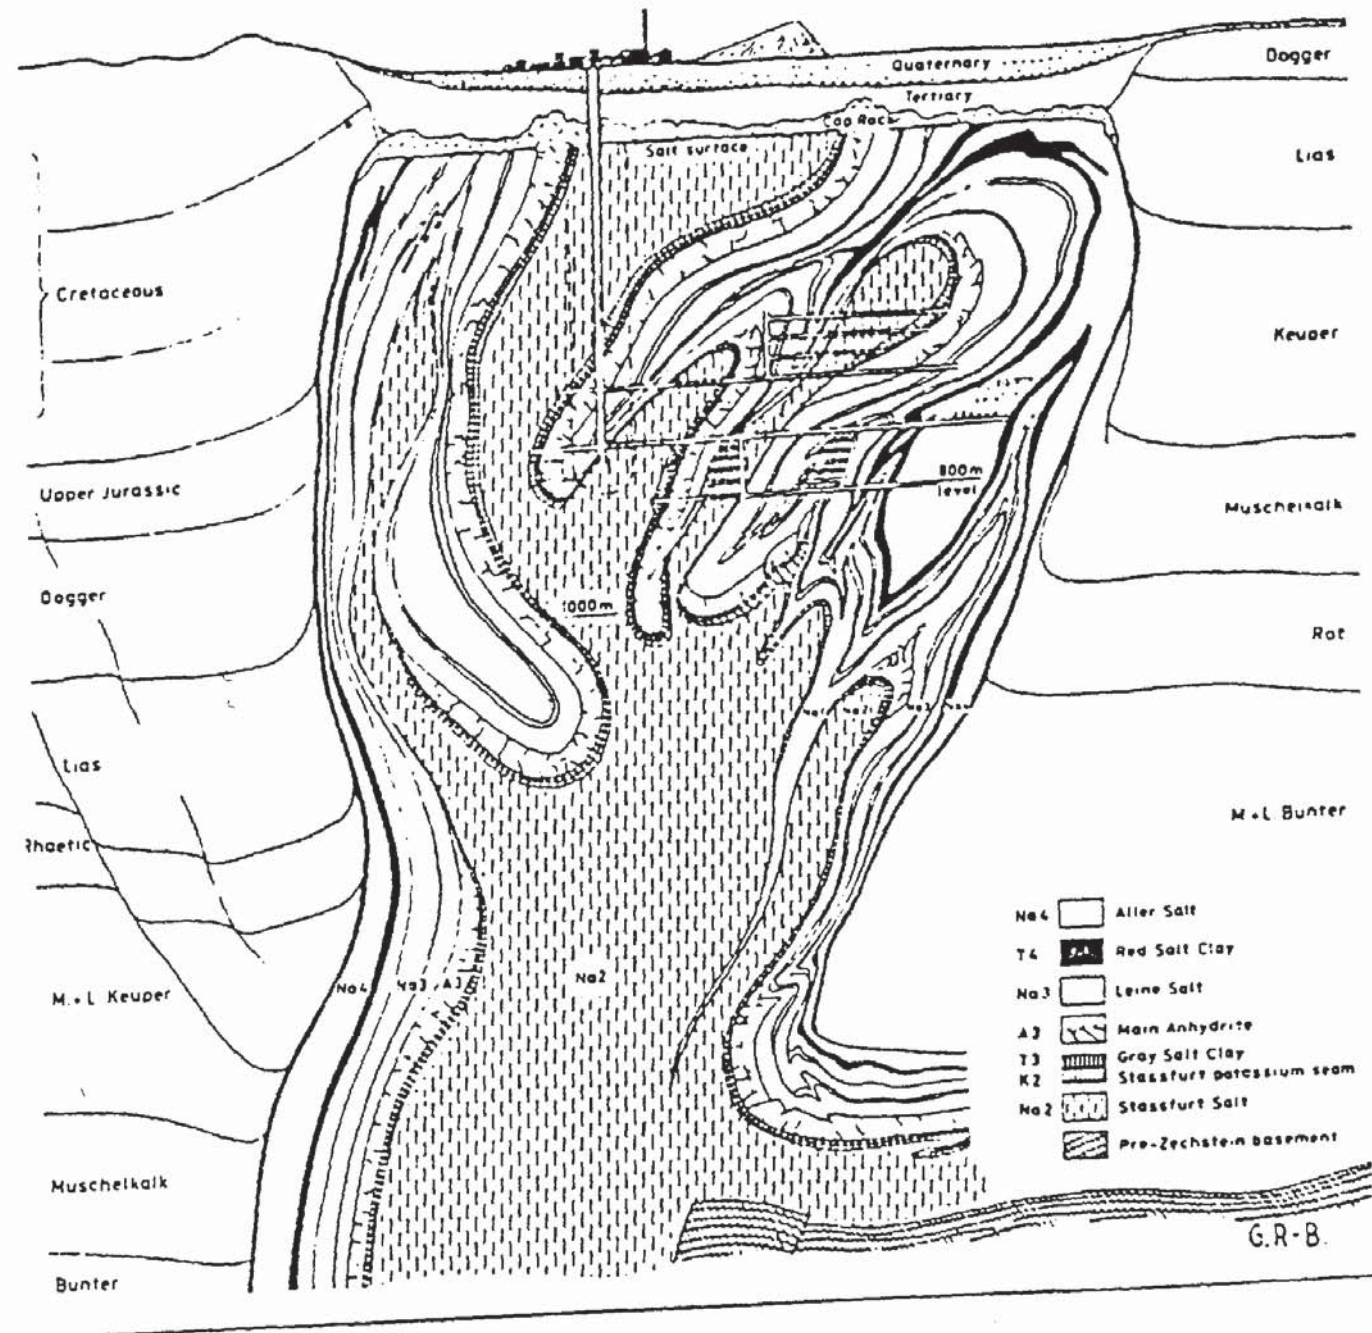 Quaternary
Dogger
Tertiary
Cap Rock
Salt surface
Lias
Cretaceous
Keuper
800m
level
Upper Jurassic
Muschelkalk
Dogger
1000m
Rot
Lias
Rhaetic
M.+L. Bunter
Na4
Na3
A3
Na2
M.+L. Keuper
Muschelkalk
Bunter
Na4 Aller Salt
T4 Red Salt Clay
Na3 Leine Salt
A3 Main Anhydrite
T3 Gray Salt Clay
K2 Stassfurt potassium seam
Na2 Stassfurt Salt
Pre-Zechstein basement
G.R-B.